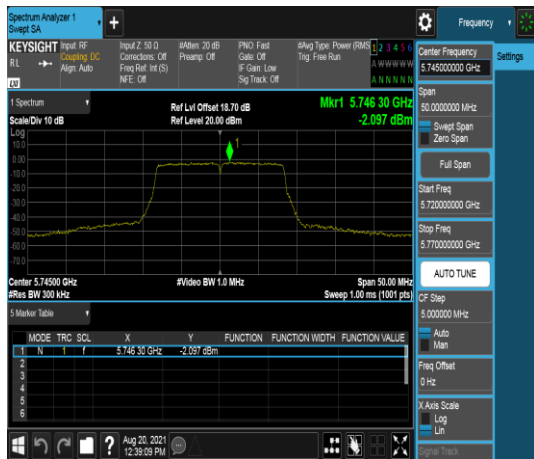 Spectrum Analyzer 1
Swept SA
+
Frequency
KEYSIGHT
RL
LXI
Input: RF
Coupling: DC
Align: Auto
Input Z: 50 Ω
Corrections: Off
Freq Ref: Int (S)
NFE: Off
#Atten: 20 dB
Preamp: Off
PNO: Fast
Gate: Off
IF Gain: Low
Sig Track: Off
#Avg Type: Power (RMS
Trig: Free Run
1 2 3 4 5 6
A W W W W W
A N N N N N
Center Frequency
5.745000000 GHz
Settings
Span
50.0000000 MHz
Swept Span
Zero Span
Full Span
Start Freq
5.720000000 GHz
Stop Freq
5.770000000 GHz
AUTO TUNE
CF Step
5.000000 MHz
Auto
Man
Freq Offset
0 Hz
X Axis Scale
Log
Lin
Signal Track
1 Spectrum
Scale/Div 10 dB
Ref Lvl Offset 18.70 dB
Ref Level 20.00 dBm
Mkr1 5.746 30 GHz
-2.097 dBm
Log
10.0
0.00
-10.0
-20.0
-30.0
-40.0
-50.0
-60.0
-70.0
1
Center 5.74500 GHz
#Res BW 300 kHz
#Video BW 1.0 MHz
Span 50.00 MHz
Sweep 1.00 ms (1001 pts)
5 Marker Table
MODE TRC SCL X Y FUNCTION FUNCTION WIDTH FUNCTION VALUE
1 N 1 f 5.746 30 GHz -2.097 dBm
2
3
4
5
6
?
Aug 20, 2021
12:39:09 PM